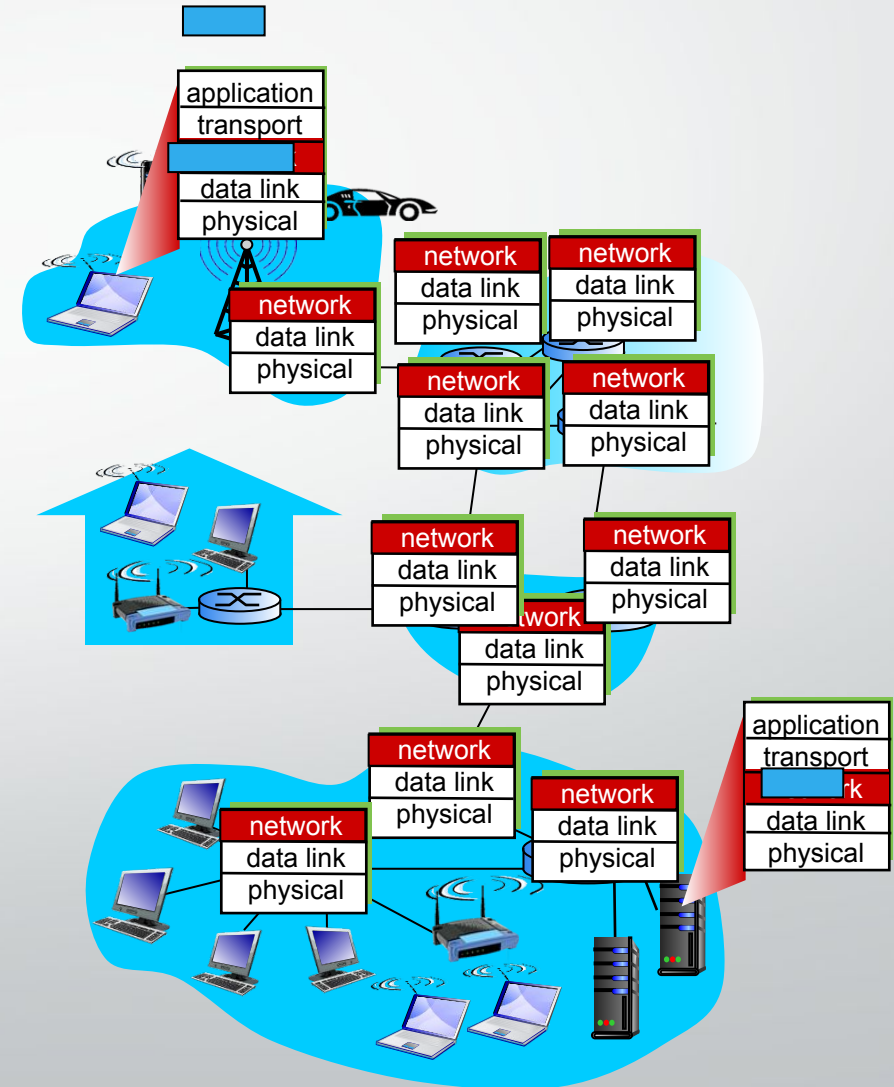 application
transport
k
data link
physical
network
data link
physical
network
data link
physical
network
data link
physical
network
data link
physical
network
data link
physical
network
data link
physical
network
data link
physical
twork
data link
physical
network
data link
physical
network
data link
physical
network
data link
physical
application
transport
k
data link
physical